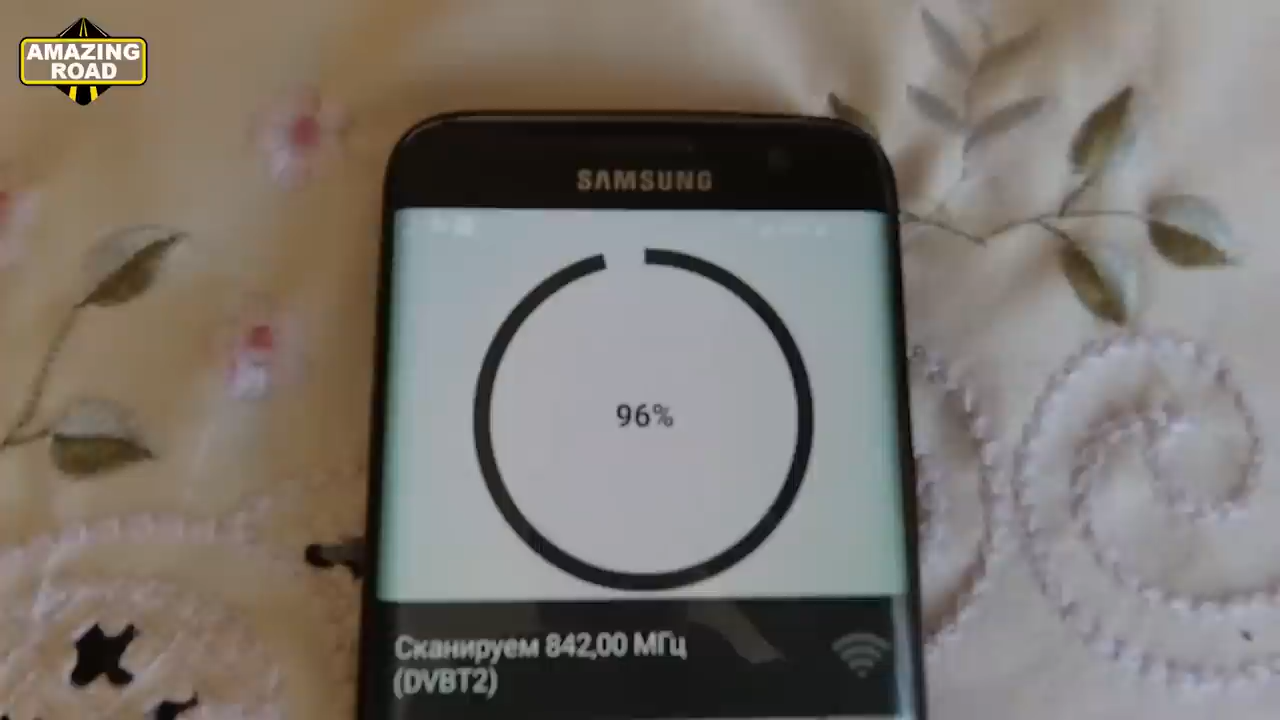 AMAZING
ROAD
SAMSUNG
96%
Сканируем 842,00 МГц
(DVBT2)